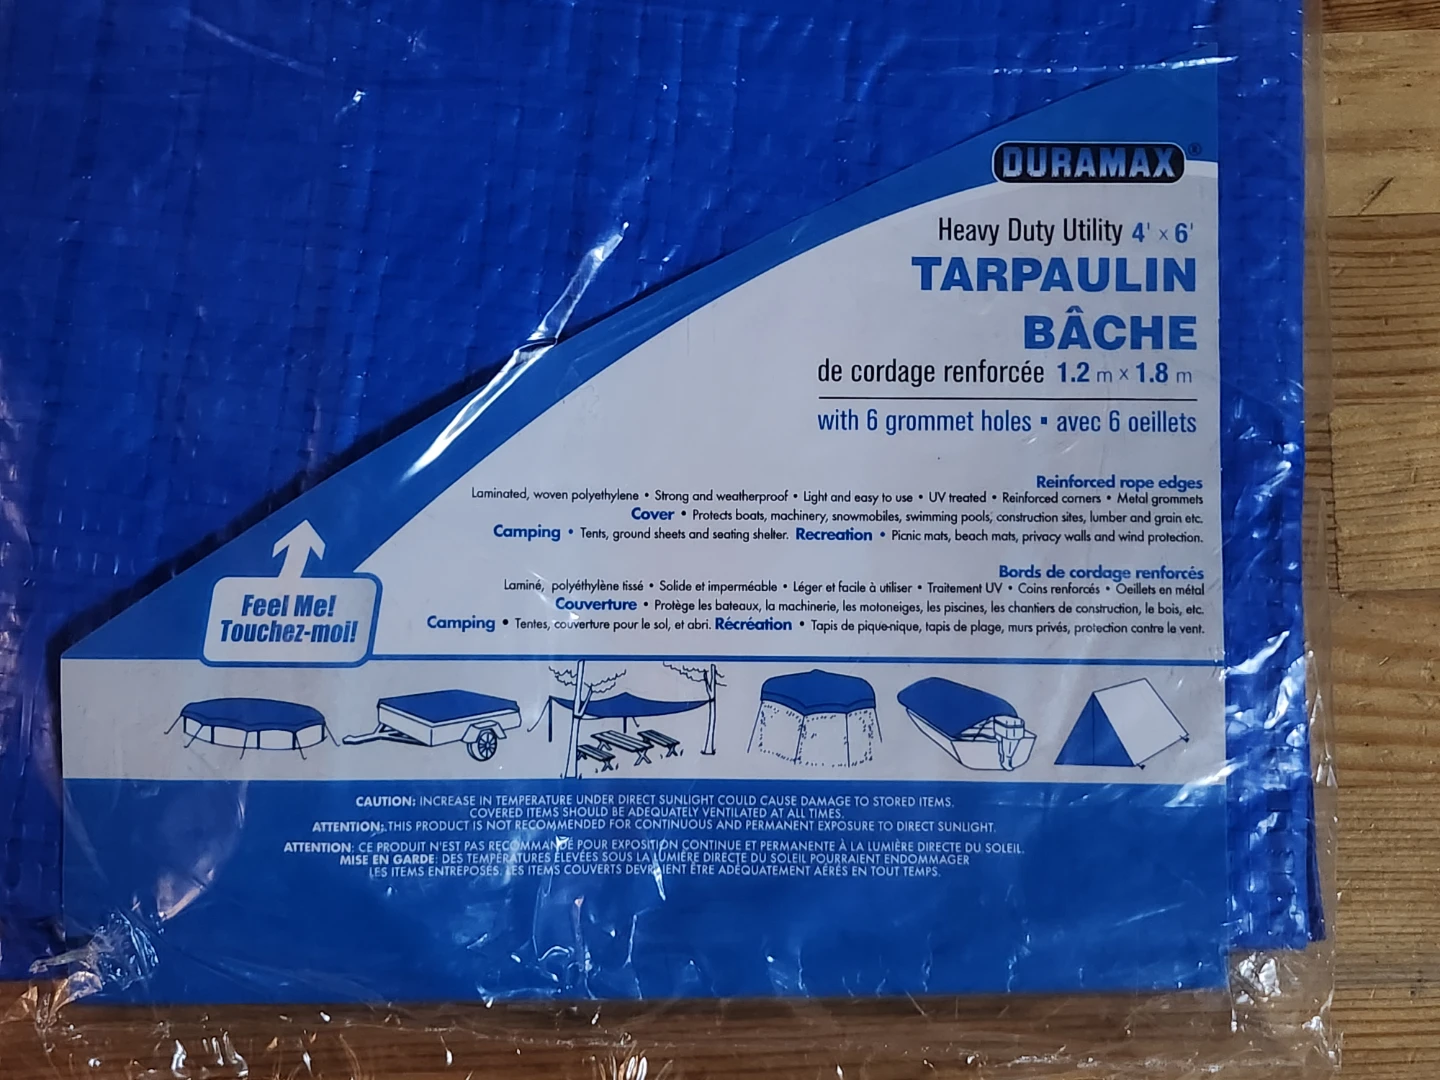 DURAMAX®
Heavy Duty Utility 4' x 6'
TARPAULIN
BÂCHE
de cordage renforcée 1.2 m x 1.8 m
with 6 grommet holes ▪ avec 6 oeillets
Reinforced rope edges
Laminated, woven polyethylene • Strong and weatherproof • Light and easy to use • UV treated • Reinforced corners • Metal grommets
Cover • Protects boats, machinery, snowmobiles, swimming pools, construction sites, lumber and grain etc.
Camping • Tents, ground sheets and seating shelter. Recreation • Picnic mats, beach mats, privacy walls and wind protection.
Bords de cordage renforcés
Laminé, polyéthylène tissé • Solide et imperméable • Léger et facile à utiliser • Traitement UV • Coins renforcés • Oeillets en métal
Couverture • Protège les bateaux, la machinerie, les motoneiges, les piscines, les chantiers de construction, le bois, etc.
Camping • Tentes, couverture pour le sol, et abri. Récréation • Tapis de pique-nique, tapis de plage, murs privés, protection contre le vent.
Feel Me!
Touchez-moi!
CAUTION: INCREASE IN TEMPERATURE UNDER DIRECT SUNLIGHT COULD CAUSE DAMAGE TO STORED ITEMS.
COVERED ITEMS SHOULD BE ADEQUATELY VENTILATED AT ALL TIMES.
ATTENTION: THIS PRODUCT IS NOT RECOMMENDED FOR CONTINUOUS AND PERMANENT EXPOSURE TO DIRECT SUNLIGHT.
ATTENTION: CE PRODUIT N'EST PAS RECOMMANDÉ POUR EXPOSITION CONTINUE ET PERMANENTE À LA LUMIÈRE DIRECTE DU SOLEIL.
MISE EN GARDE: DES TEMPÉRATURES ÉLEVÉES SOUS LA LUMIÈRE DIRECTE DU SOLEIL POURRAIENT ENDOMMAGER
LES ITEMS ENTREPOSÉS. LES ITEMS COUVERTS DEVRAIENT ÊTRE ADÉQUATEMENT AÉRÉS EN TOUT TEMPS.